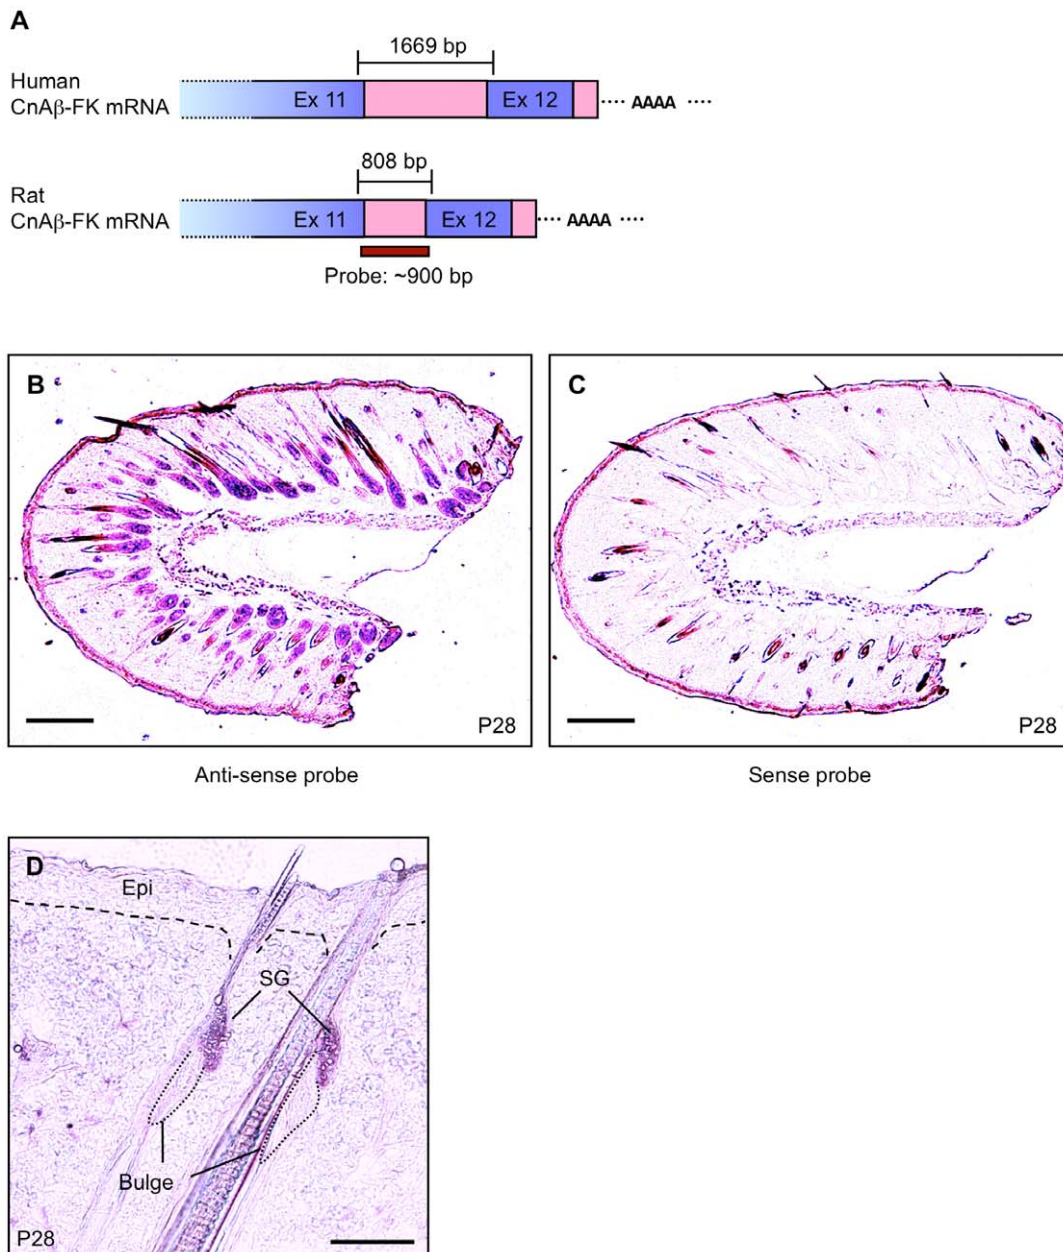 A
1669 bp
Human
CnAβ-FK mRNA
Ex 11
Ex 12
···· AAAA ····
808 bp
Rat
CnAβ-FK mRNA
Ex 11
Ex 12
···· AAAA ····
Probe: ~900 bp
B
P28
C
P28
Anti-sense probe
Sense probe
D
Epi
SG
Bulge
P28